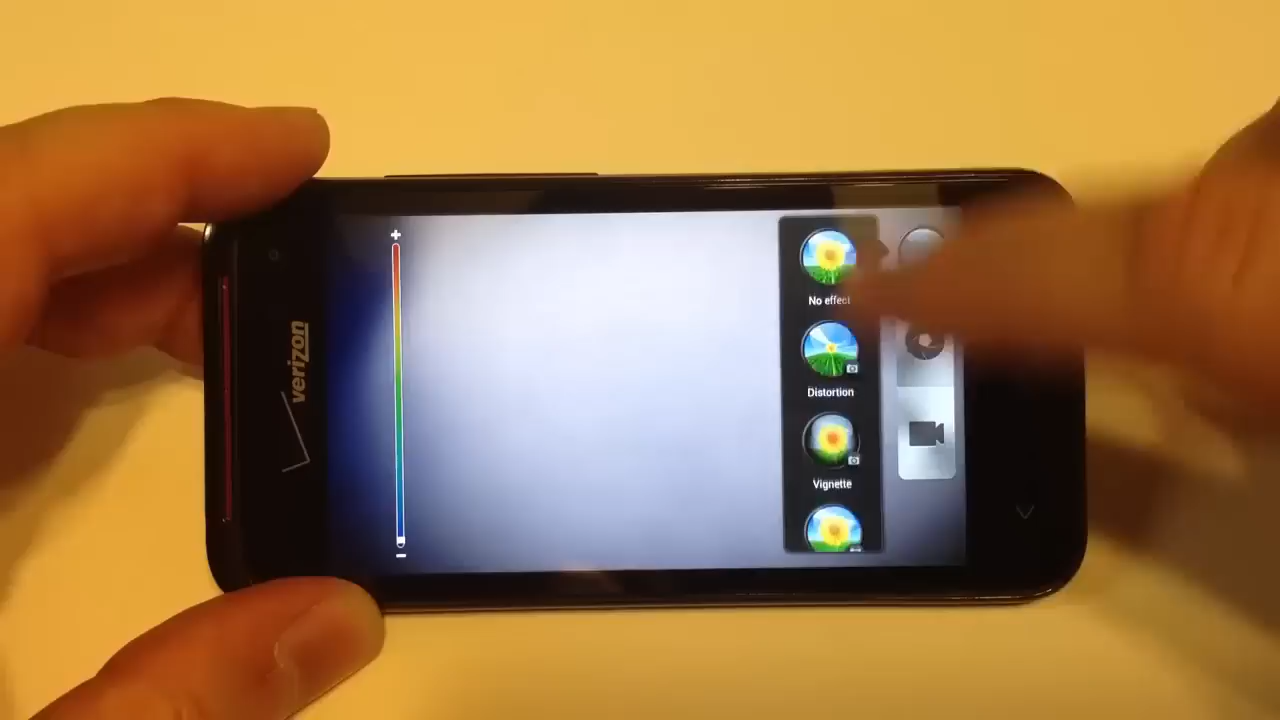 verizon
+
No effect
Distortion
Vignette
-